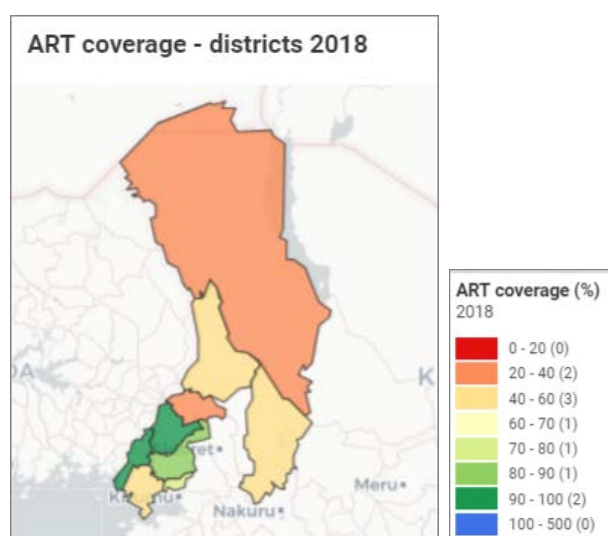 ART coverage - districts 2018
K
Meru
Nakuru
ART coverage (%)
2018
0 - 20 (0)
20 - 40 (2)
40 - 60 (3)
60 - 70 (1)
70 - 80 (1)
80 - 90 (1)
90 - 100 (2)
100 - 500 (0)